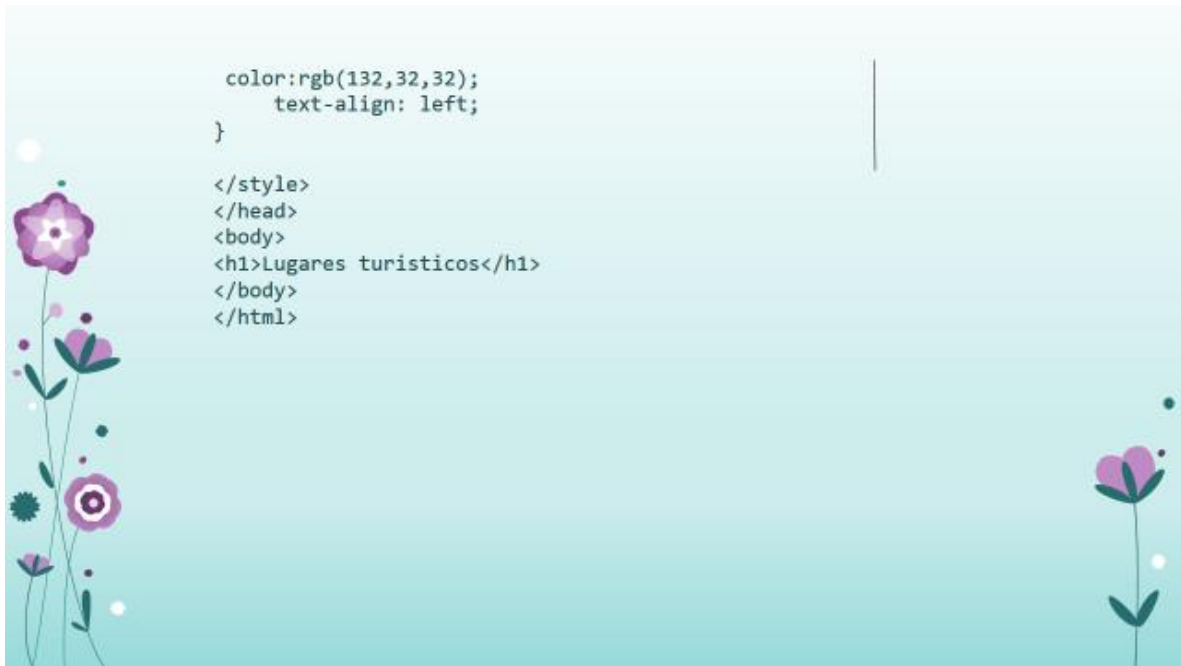 color:rgb(132,32,32);
text-align: left;
}
</style>
</head>
<body>
<h1>Lugares turisticos</h1>
</body>
</html>